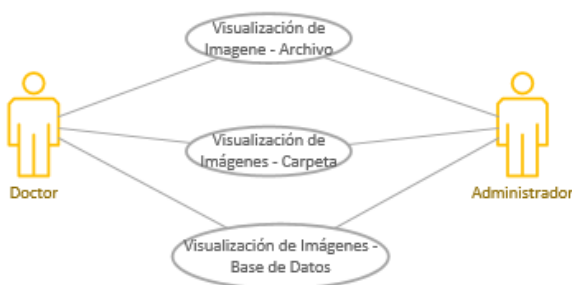 Visualización de
Imagene - Archivo
Visualización de
Imágenes - Carpeta
Doctor
Administrador
Visualización de Imágenes -
Base de Datos